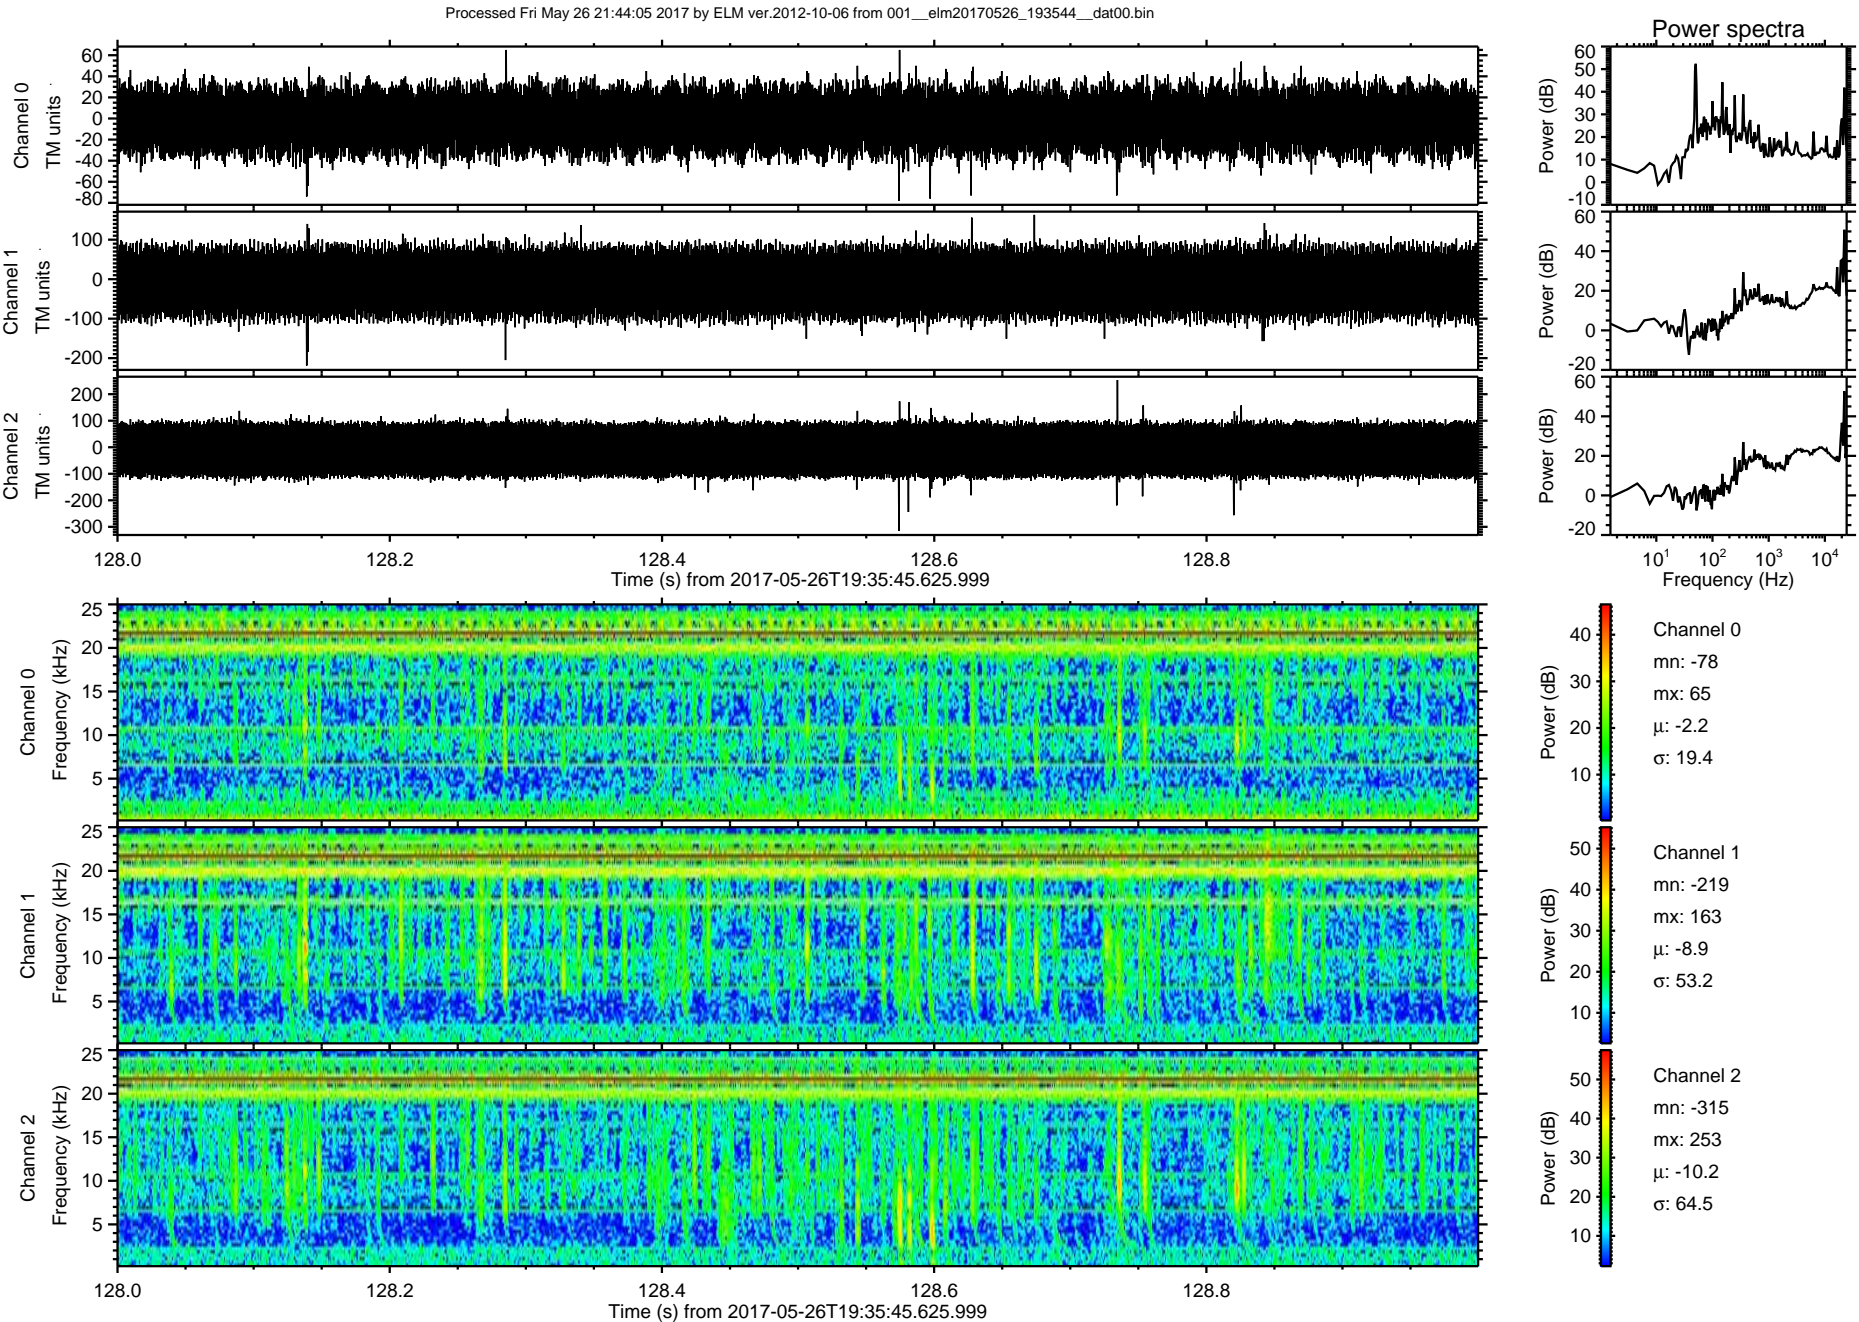 Processed Fri May 26 21:44:05 2017 by ELM ver.2012-10-06 from 001__elm20170526_193544__dat00.bin
Power spectra
Channel 0
TM units
60
40
20
0
-20
-40
-60
-80
Power (dB)
60
50
40
30
20
10
0
-10
Channel 1
TM units
100
0
-100
-200
Power (dB)
60
40
20
0
-20
Channel 2
TM units
200
100
0
-100
-200
-300
Power (dB)
60
40
20
0
-20
128.0 128.2 128.4 128.6 128.8
Time (s) from 2017-05-26T19:35:45.625.999
10^1 10^2 10^3 10^4
Frequency (Hz)
Channel 0
Frequency (kHz)
25
20
15
10
5
Power (dB)
40
30
20
10
Channel 0
mn: -78
mx: 65
μ: -2.2
σ: 19.4
Channel 1
Frequency (kHz)
25
20
15
10
5
Power (dB)
50
40
30
20
10
Channel 1
mn: -219
mx: 163
μ: -8.9
σ: 53.2
Channel 2
Frequency (kHz)
25
20
15
10
5
Power (dB)
50
40
30
20
10
Channel 2
mn: -315
mx: 253
μ: -10.2
σ: 64.5
128.0 128.2 128.4 128.6 128.8
Time (s) from 2017-05-26T19:35:45.625.999